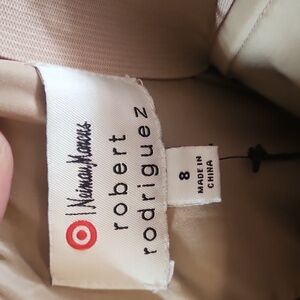 Neiman Marcus
robert
rodriguez
8
MADE IN
CHINA